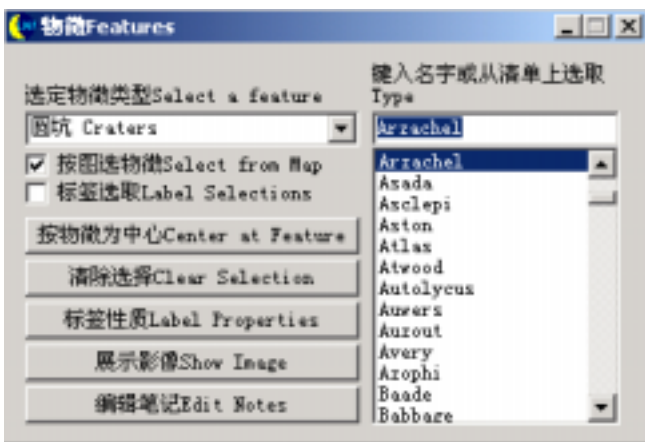 物徵Features
选定物徵类型Select a feature
圆坑 Craters
按图选物徵Select from Map
标签选取Label Selections
按物徵为中心Center at Feature
清除选择Clear Selection
标签性质Label Properties
展示影像Show Image
编辑笔记Edit Notes
键入名字或从清单上选取
Type
Arzachel
Arzachel
Asada
Asclepi
Aston
Atlas
Atwood
Autolycus
Auwers
Auzout
Avery
Azophi
Baade
Babbage